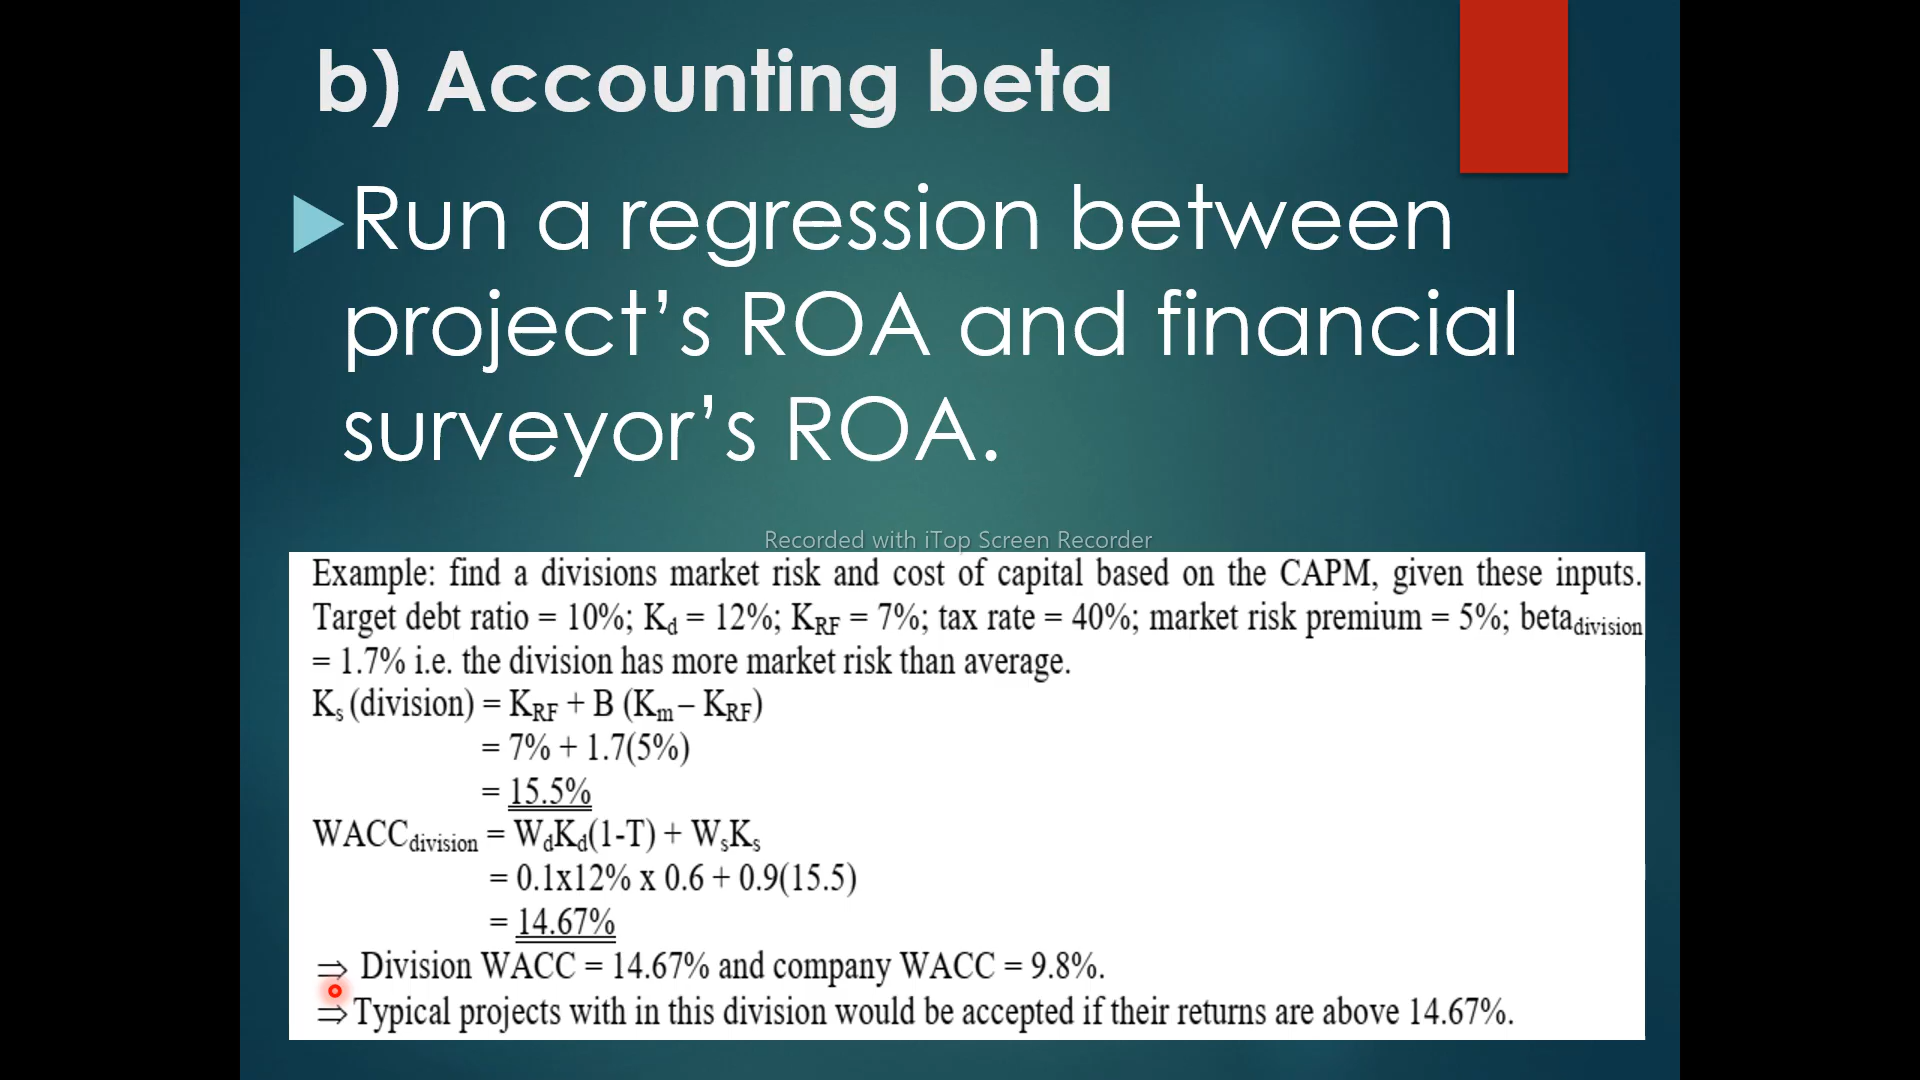 b) Accounting beta
Run a regression between
project’s ROA and financial
surveyor’s ROA.
Recorded with iTop Screen Recorder
Example: find a divisions market risk and cost of capital based on the CAPM, given these inputs.
Target debt ratio = 10%; Kd = 12%; KRF = 7%; tax rate = 40%; market risk premium = 5%; betadivision
= 1.7% i.e. the division has more market risk than average.
Ks (division) = KRF + B (Km – KRF)
= 7% + 1.7(5%)
= 15.5%
WACCdivision = WdKd(1-T) + WsKs
= 0.1x12% x 0.6 + 0.9(15.5)
= 14.67%
⇒ Division WACC = 14.67% and company WACC = 9.8%.
⇒ Typical projects with in this division would be accepted if their returns are above 14.67%.